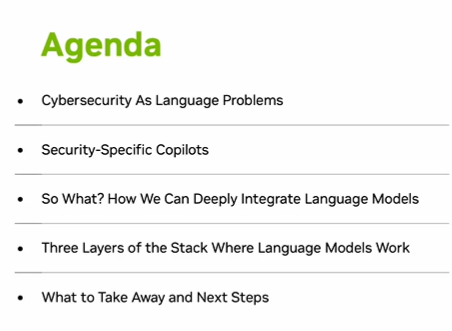 Agenda
• Cybersecurity As Language Problems
• Security-Specific Copilots
• So What? How We Can Deeply Integrate Language Models
• Three Layers of the Stack Where Language Models Work
• What to Take Away and Next Steps